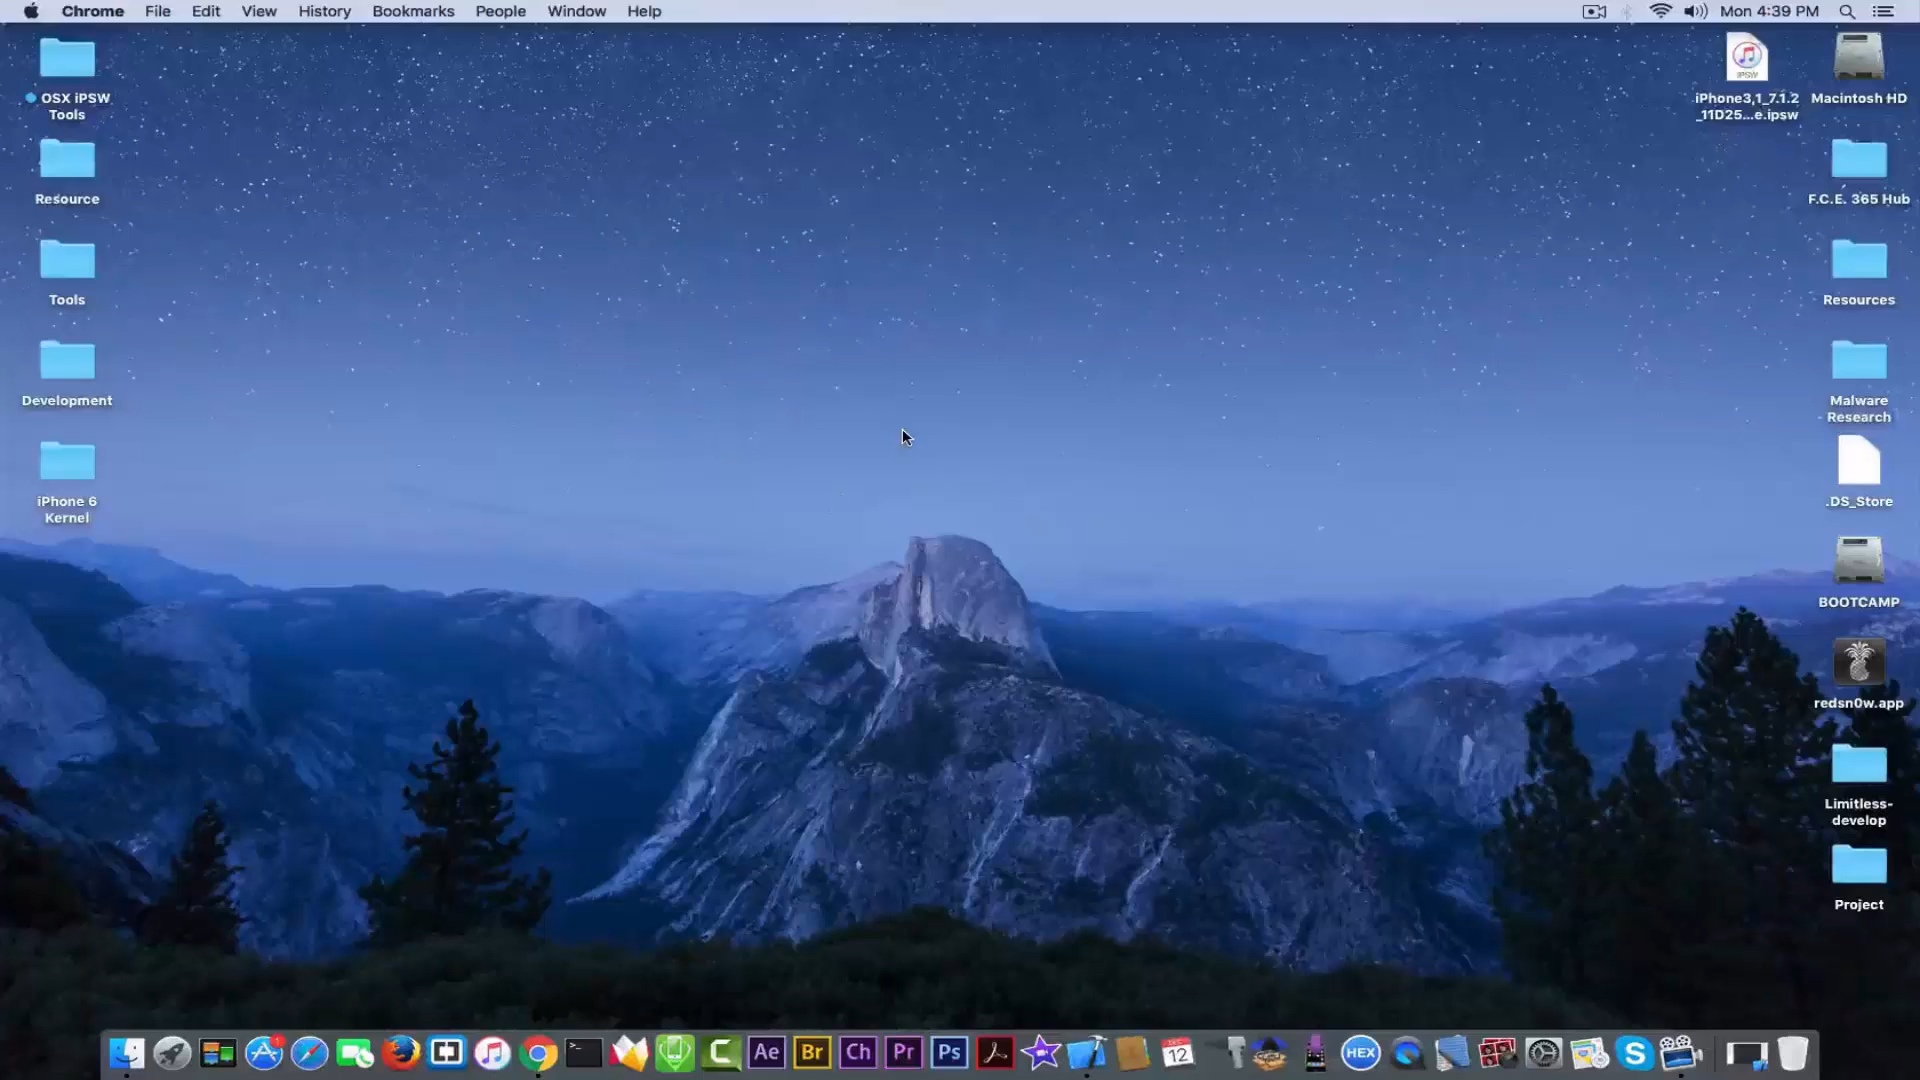 Chrome File Edit View History Bookmarks People Window Help Mon 4:39 PM
OSX iPSW
Tools
Resource
Tools
Development
iPhone 6
Kernel
IPSW
iPhone3,1_7.1.2
_11D25...e.ipsw
Macintosh HD
F.C.E. 365 Hub
Resources
Malware
Research
.DS_Store
BOOTCAMP
redsn0w.app
Limitless-
develop
Project
Ae Br Ch Pr Ps 12 HEX